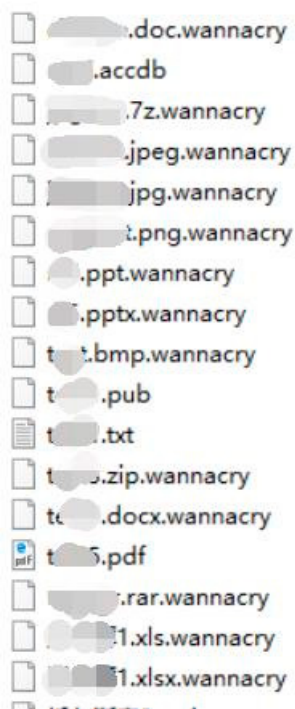 .doc.wannacry
.accdb
.7z.wannacry
.jpeg.wannacry
jpg.wannacry
t.png.wannacry
.ppt.wannacry
.pptx.wannacry
t.bmp.wannacry
.pub
.txt
.zip.wannacry
.docx.wannacry
.pdf
.rar.wannacry
1.xls.wannacry
1.xlsx.wannacry